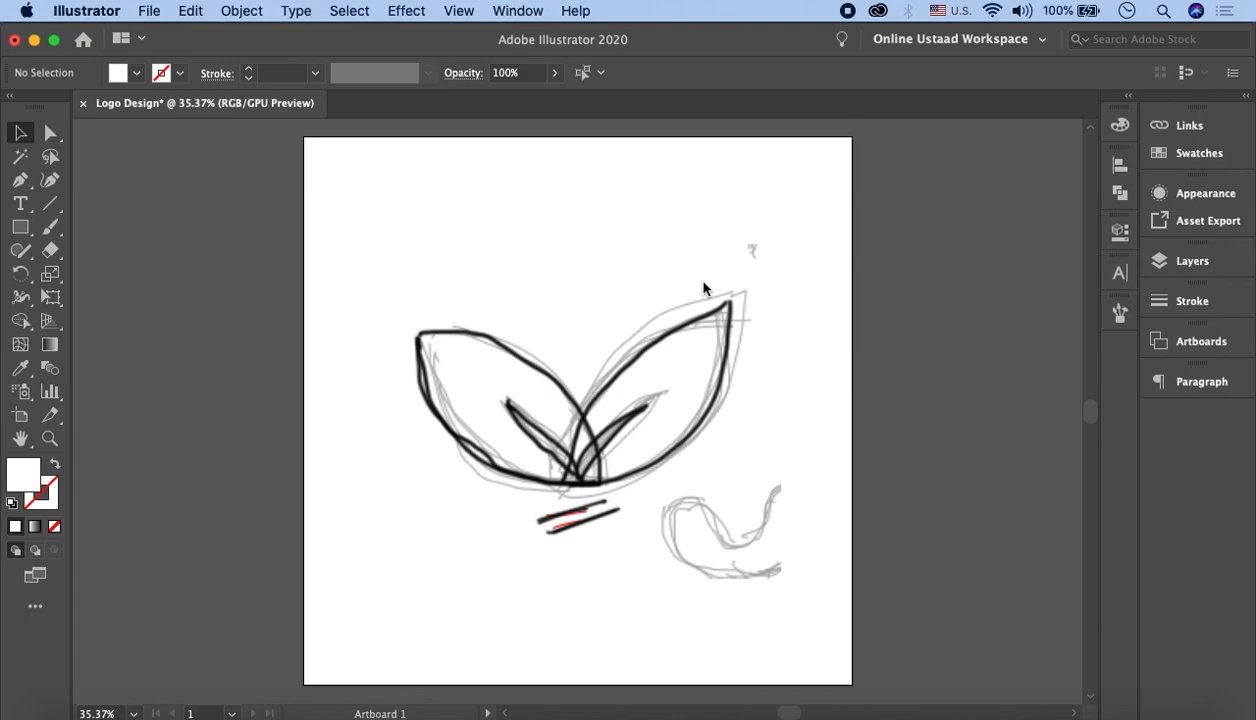 Illustrator File Edit Object Type Select Effect View Window Help U.S. 100%
Adobe Illustrator 2020 Online Ustaad Workspace Search Adobe Stock
No Selection Stroke: Opacity: 100%
× Logo Design* @ 35.37% (RGB/GPU Preview)
Links
Swatches
Appearance
Asset Export
Layers
Stroke
Artboards
Paragraph
35.37% 1 Artboard 1